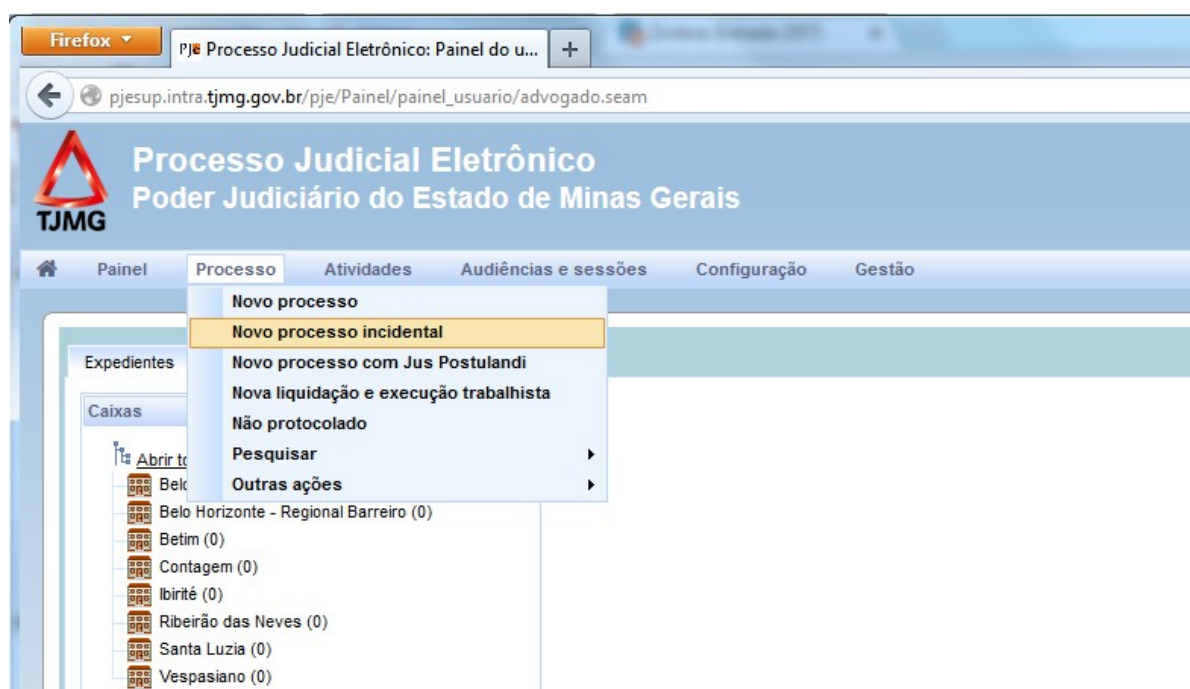 Firefox
PJe Processo Judicial Eletrônico: Painel do u... +
pjesup.intra.tjmg.gov.br/pje/Painel/painel_usuario/advogado.seam
Processo Judicial Eletrônico
Poder Judiciário do Estado de Minas Gerais
TJMG
Painel Processo Atividades Audiências e sessões Configuração Gestão
Novo processo
Novo processo incidental
Expedientes
Novo processo com Jus Postulandi
Nova liquidação e execução trabalhista
Caixas
Não protocolado
Pesquisar
Abrir
Outras ações
Belo Horizonte - Regional Barreiro (0)
Betim (0)
Contagem (0)
Ibirité (0)
Ribeirão das Neves (0)
Santa Luzia (0)
Vespasiano (0)